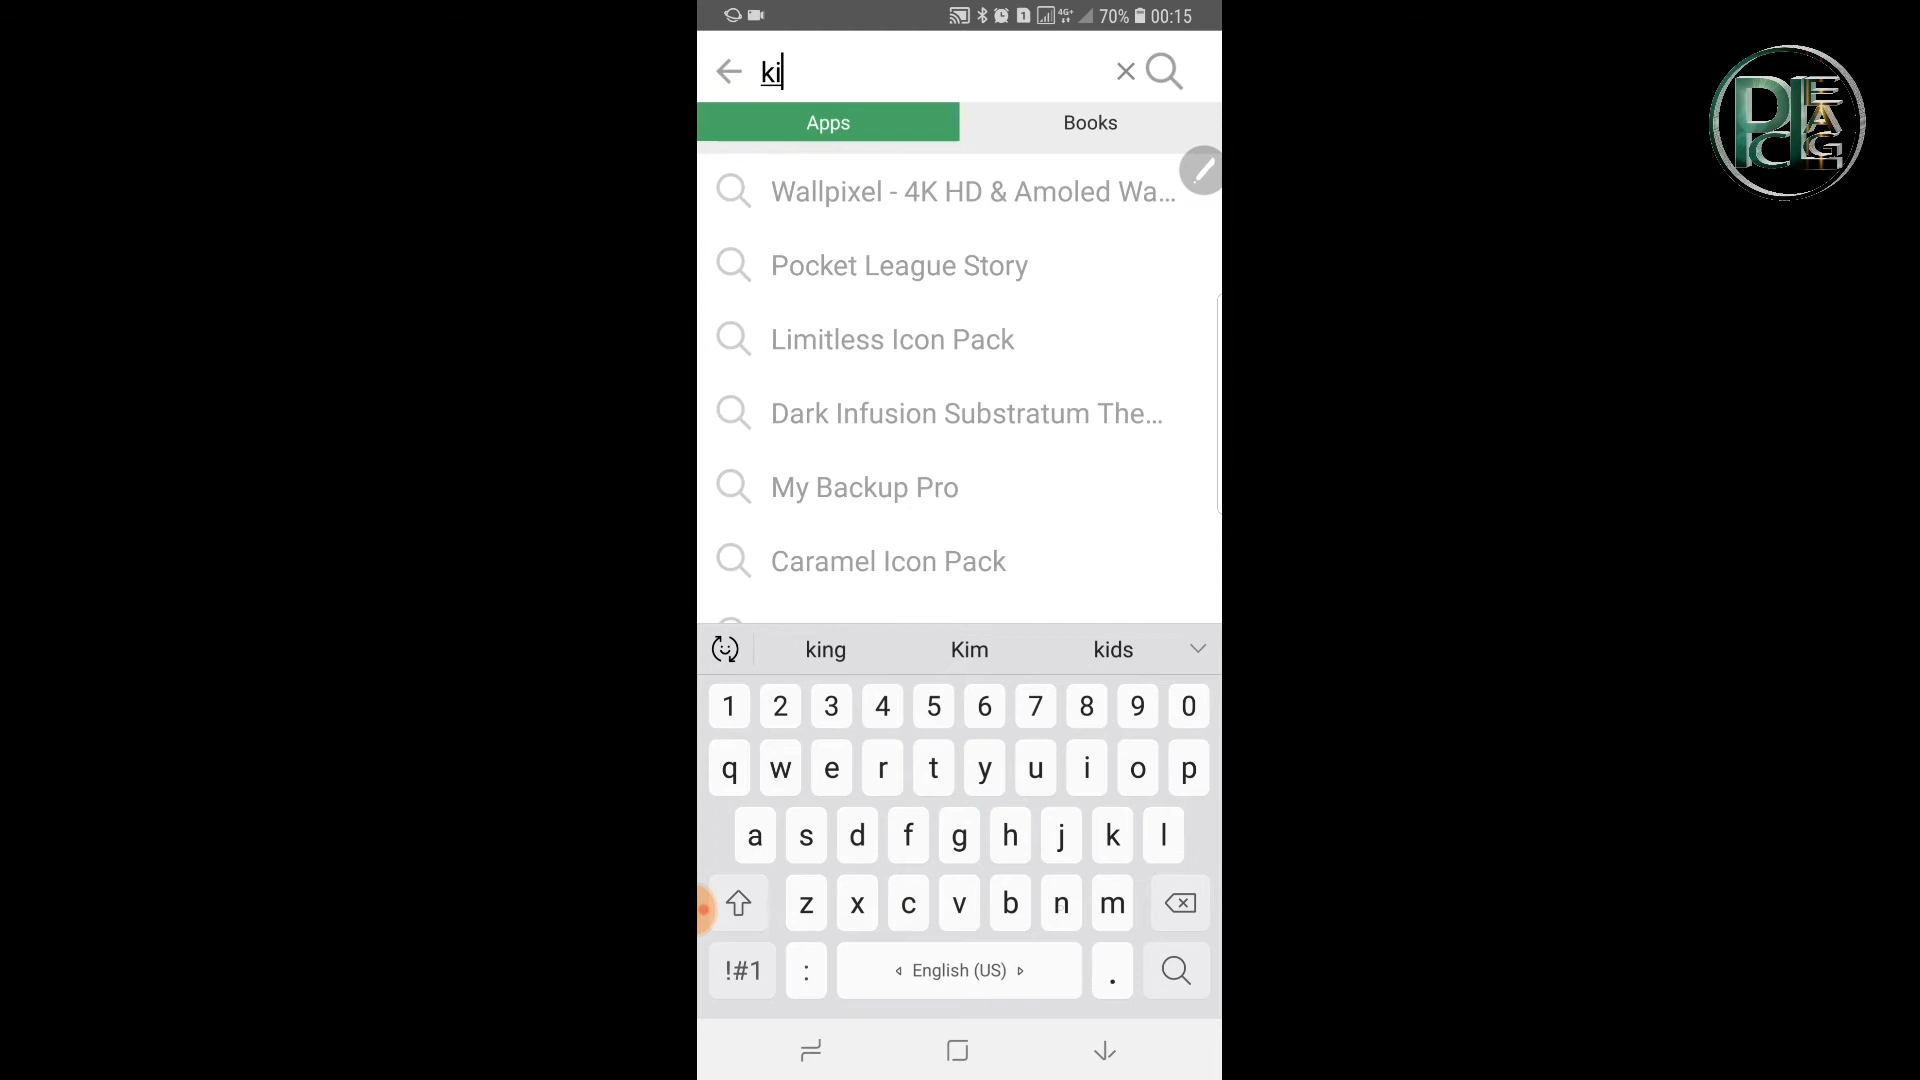 1 4G+ 70% 00:15
ki
Apps Books
Wallpixel - 4K HD & Amoled Wa...
Pocket League Story
Limitless Icon Pack
Dark Infusion Substratum The...
My Backup Pro
Caramel Icon Pack
king Kim kids
1 2 3 4 5 6 7 8 9 0
q w e r t y u i o p
a s d f g h j k l
z x c v b n m
!#1 : English (US) .